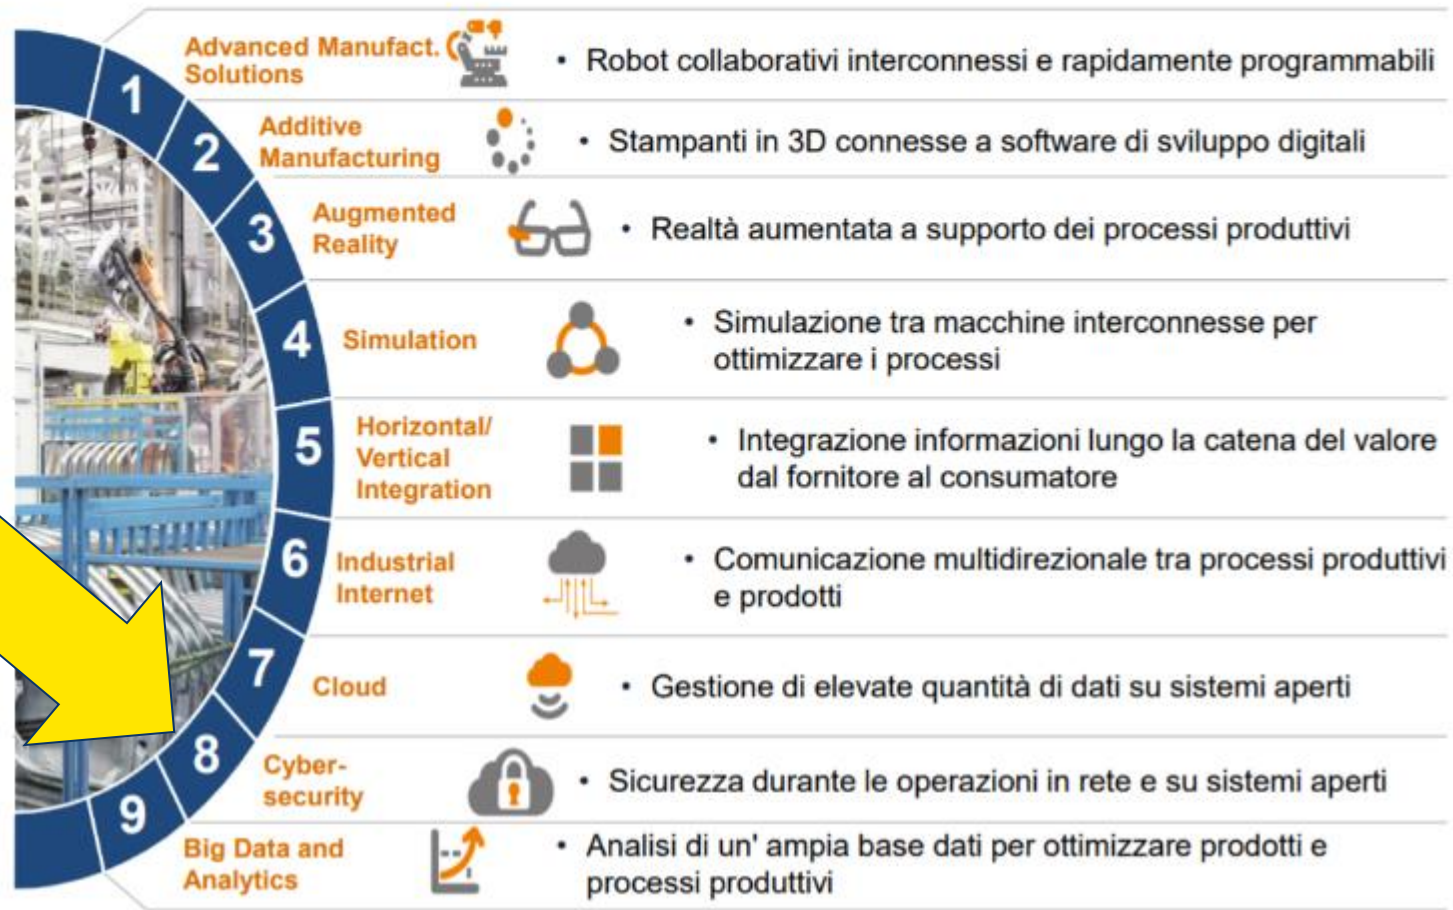 1
Advanced Manufact.
Solutions
• Robot collaborativi interconnessi e rapidamente programmabili
2
Additive
Manufacturing
• Stampanti in 3D connesse a software di sviluppo digitali
3
Augmented
Reality
• Realtà aumentata a supporto dei processi produttivi
4
Simulation
• Simulazione tra macchine interconnesse per
ottimizzare i processi
5
Horizontal/
Vertical
Integration
• Integrazione informazioni lungo la catena del valore
dal fornitore al consumatore
6
Industrial
Internet
• Comunicazione multidirezionale tra processi produttivi
e prodotti
7
Cloud
• Gestione di elevate quantità di dati su sistemi aperti
8
Cyber-
security
• Sicurezza durante le operazioni in rete e su sistemi aperti
9
Big Data and
Analytics
• Analisi di un' ampia base dati per ottimizzare prodotti e
processi produttivi